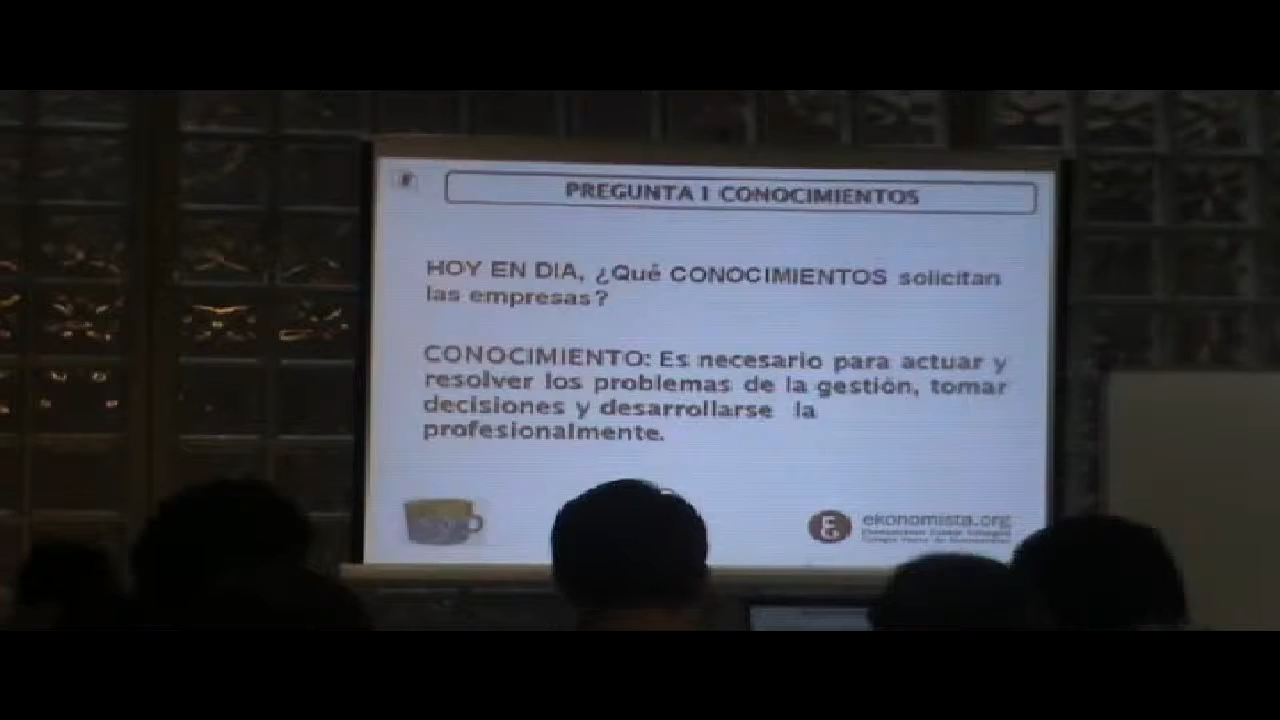 PREGUNTA 1 CONOCIMIENTOS
HOY EN DIA, ¿Qué CONOCIMIENTOS solicitan
las empresas?
CONOCIMIENTO: Es necesario para actuar y
resolver los problemas de la gestión, tomar
decisiones y desarrollarse la
profesionalmente.
ekonomista.org